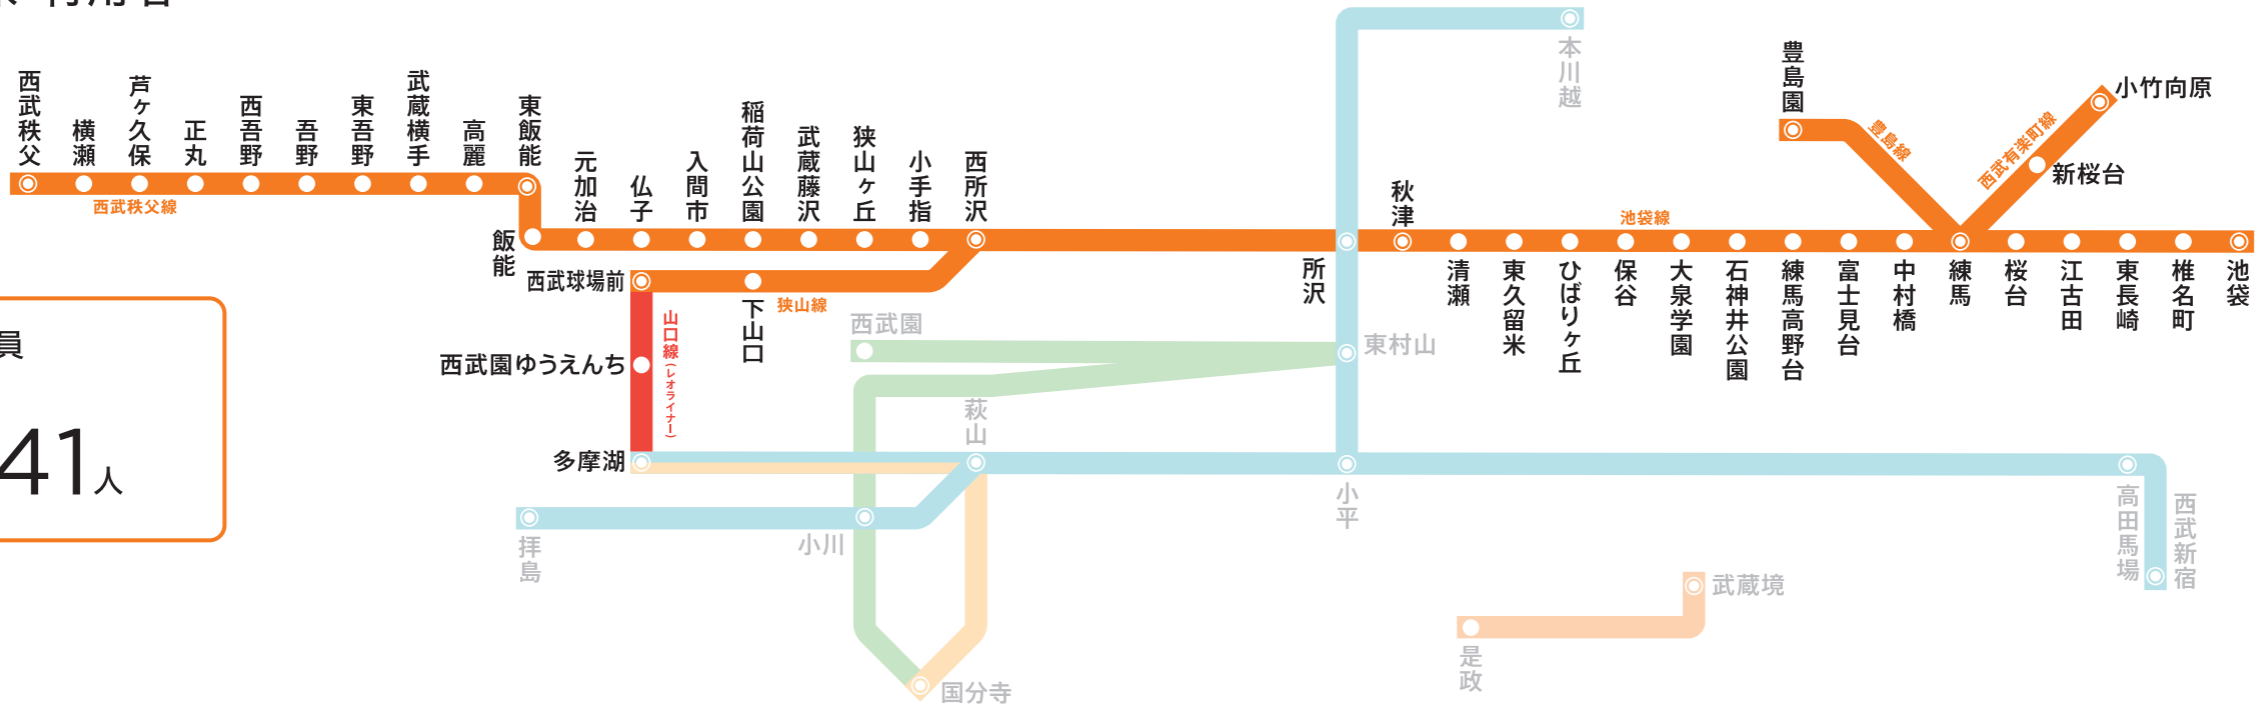 利用者
西武秩父
横瀬
芦ヶ久保
正丸
西吾野
吾野
東吾野
武蔵横手
高麗
東飯能
西武秩父線
飯能
元加治
仏子
入間市
稲荷山公園
武蔵藤沢
狭山ヶ丘
小手指
西所沢
本川越
豊島園
豊島線
西武有楽町線
小竹向原
新桜台
所沢
秋津
池袋線
清瀬
東久留米
ひばりヶ丘
保谷
大泉学園
石神井公園
練馬高野台
富士見台
中村橋
練馬
桜台
江古田
東長崎
椎名町
池袋
西武球場前
下山口
狭山線
山口線(レオライナー)
西武園ゆうえんち
多摩湖
西武園
東村山
萩山
員
41人
拝島
小川
小平
高田馬場
西武新宿
国分寺
武蔵境
是政